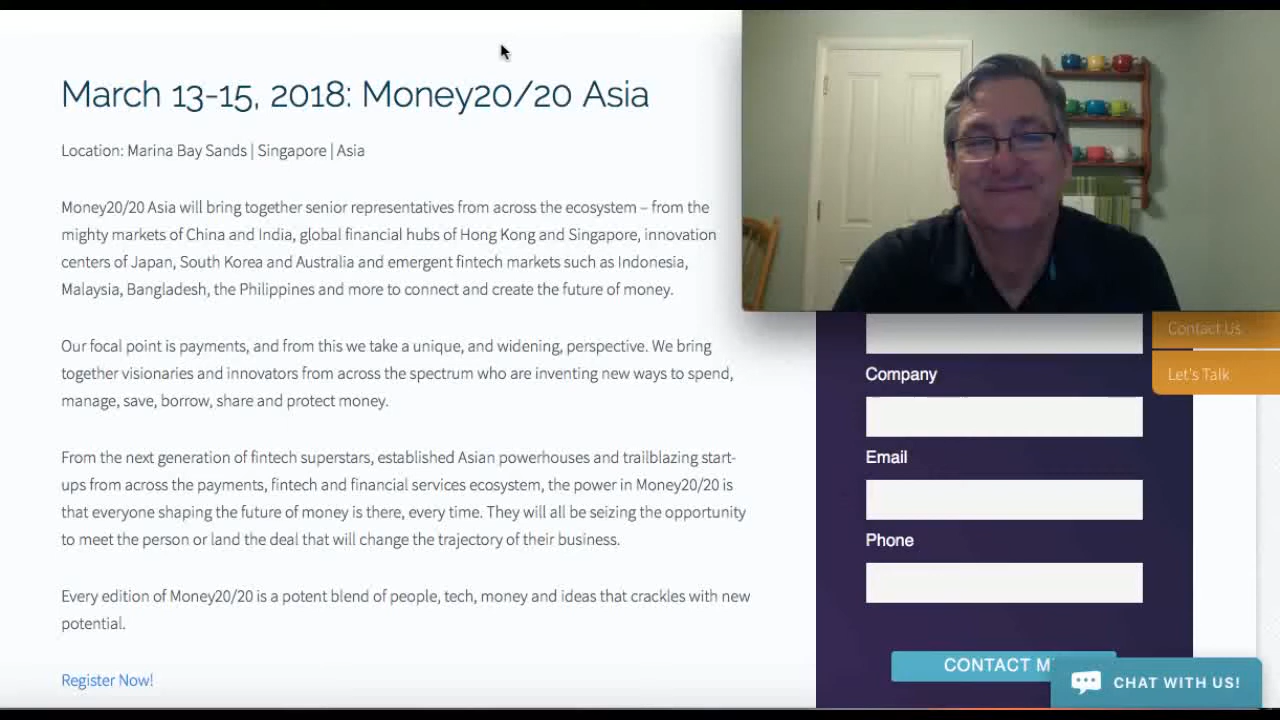 March 13-15, 2018: Money20/20 Asia
Location: Marina Bay Sands | Singapore | Asia
Money20/20 Asia will bring together senior representatives from across the ecosystem – from the
mighty markets of China and India, global financial hubs of Hong Kong and Singapore, innovation
centers of Japan, South Korea and Australia and emergent fintech markets such as Indonesia,
Malaysia, Bangladesh, the Philippines and more to connect and create the future of money.
Our focal point is payments, and from this we take a unique, and widening, perspective. We bring
together visionaries and innovators from across the spectrum who are inventing new ways to spend,
manage, save, borrow, share and protect money.
From the next generation of fintech superstars, established Asian powerhouses and trailblazing start-
ups from across the payments, fintech and financial services ecosystem, the power in Money20/20 is
that everyone shaping the future of money is there, every time. They will all be seizing the opportunity
to meet the person or land the deal that will change the trajectory of their business.
Every edition of Money20/20 is a potent blend of people, tech, money and ideas that crackles with new
potential.
Register Now!
Contact Us
Let's Talk
Company
Email
Phone
CONTACT M
CHAT WITH US!